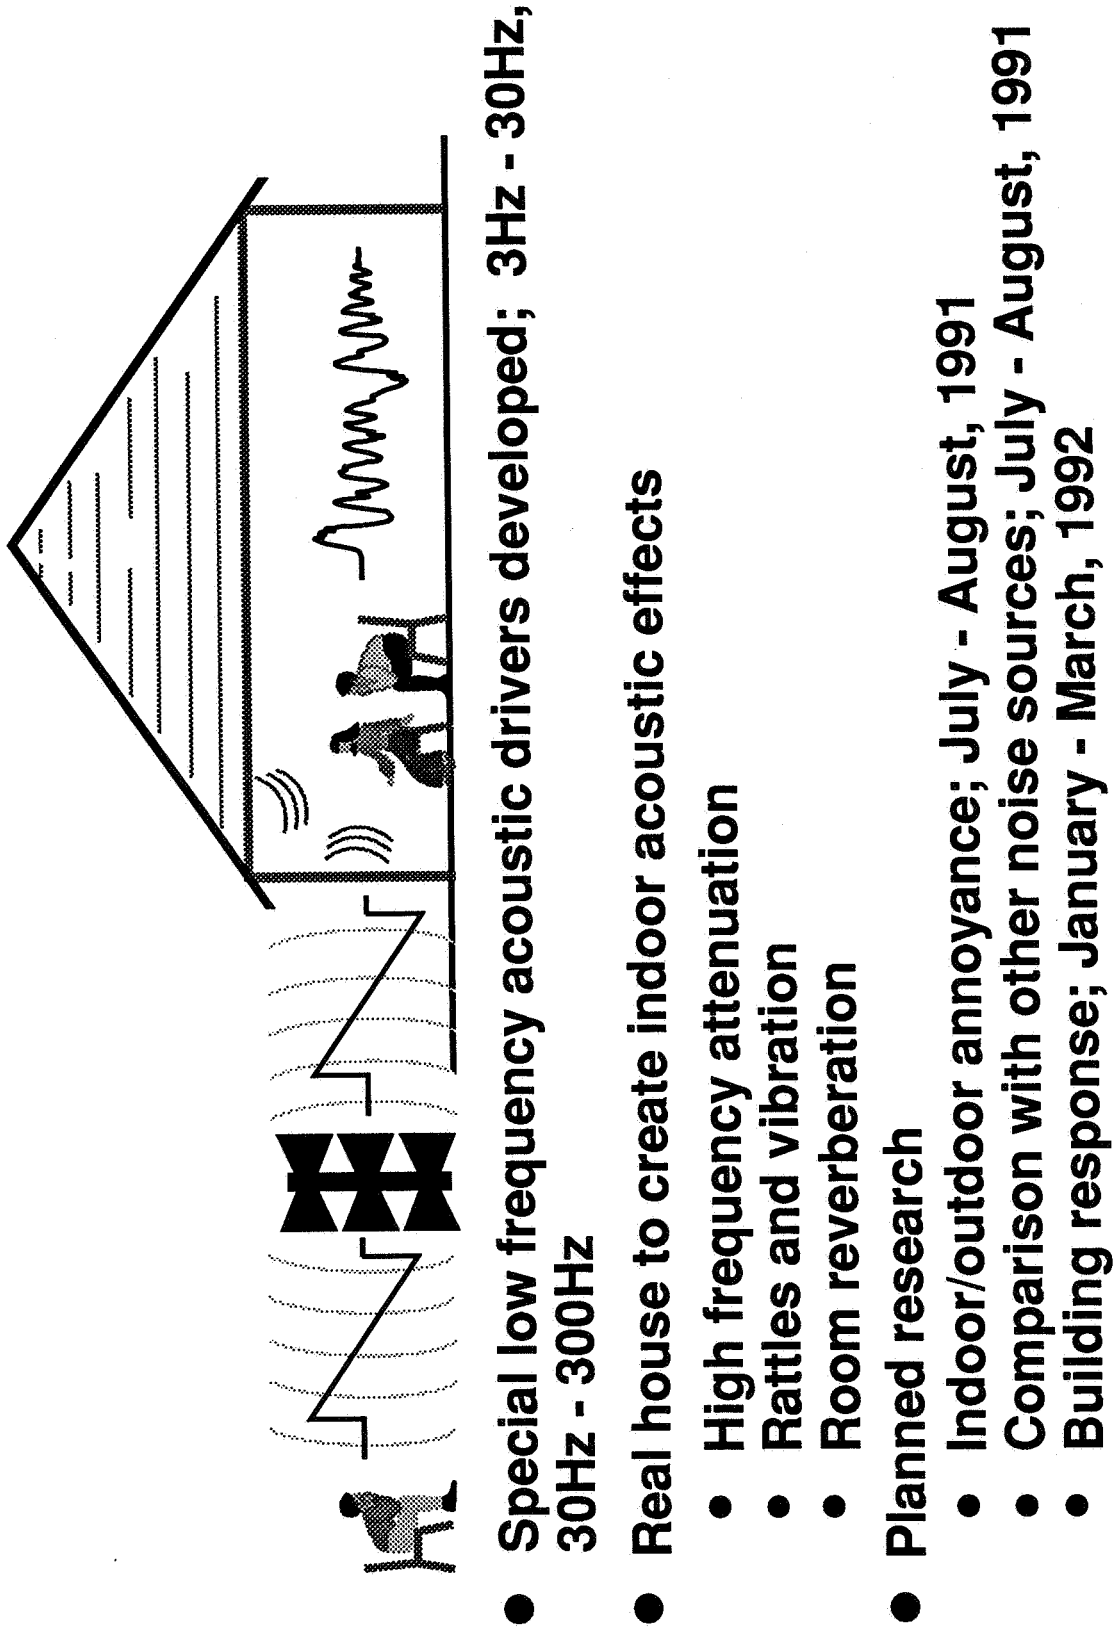 ● Special low frequency acoustic drivers developed; 3Hz - 30Hz,
30Hz - 300Hz
● Real house to create indoor acoustic effects
● High frequency attenuation
● Rattles and vibration
● Room reverberation
● Planned research
● Indoor/outdoor annoyance; July - August, 1991
● Comparison with other noise sources; July - August, 1991
● Building response; January - March, 1992